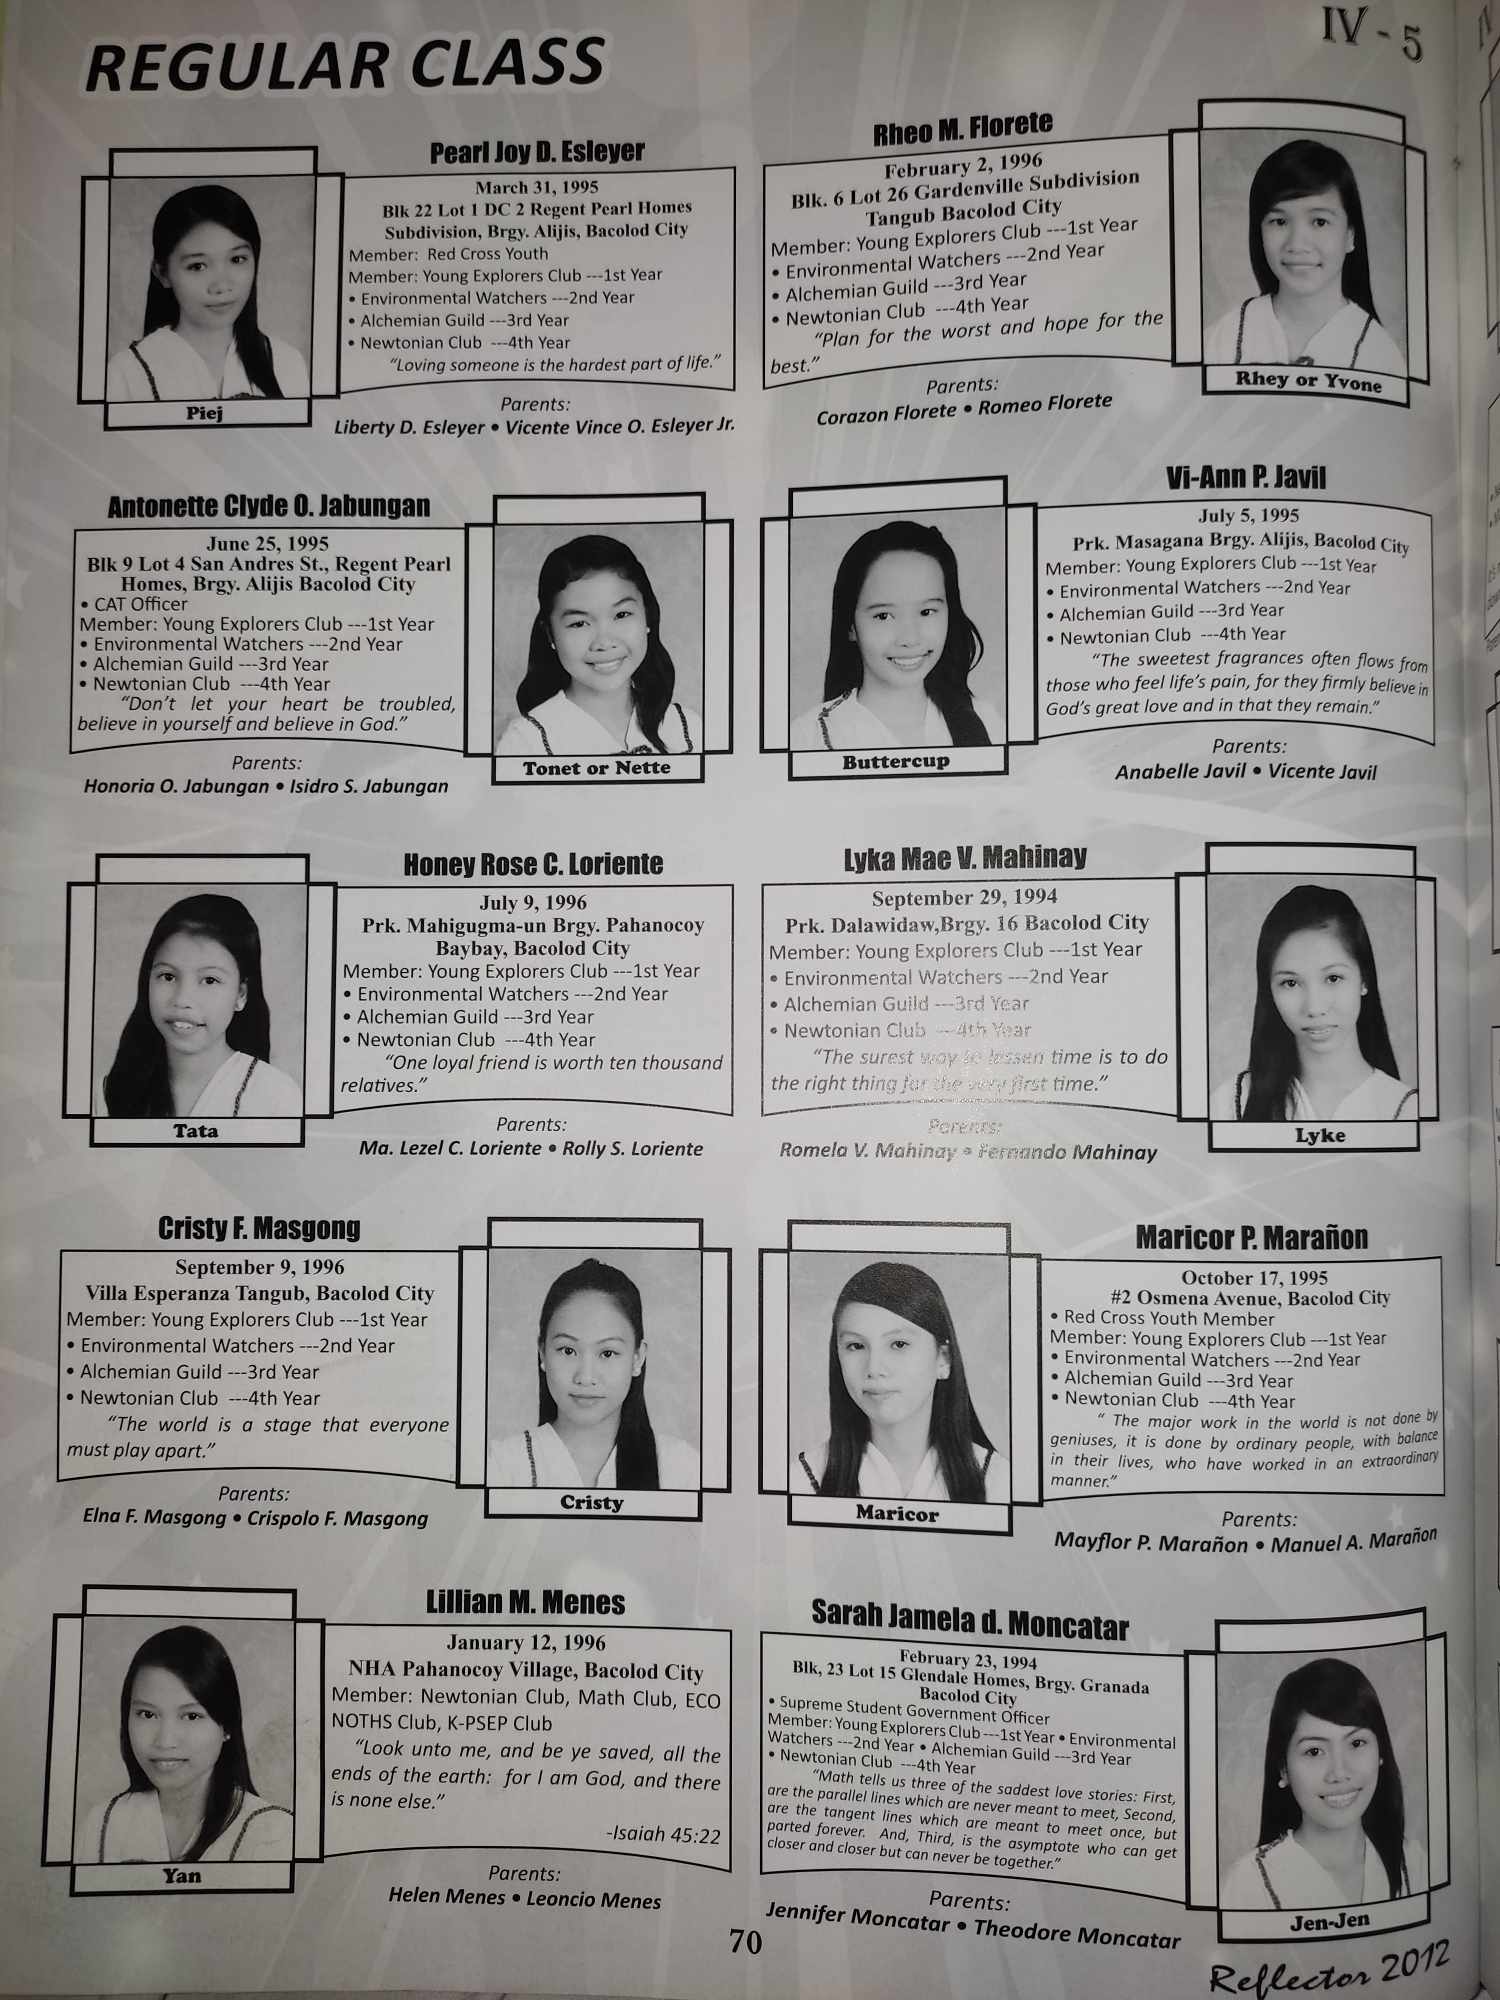 REGULAR CLASS
IV - 5
Pearl Joy D. Esleyer
March 31, 1995
Blk 22 Lot 1 DC 2 Regent Pearl Homes
Subdivision, Brgy. Alijis, Bacolod City
Member: Red Cross Youth
Member: Young Explorers Club ---1st Year
• Environmental Watchers ---2nd Year
• Alchemian Guild ---3rd Year
• Newtonian Club ---4th Year
“Loving someone is the hardest part of life.”
Piej
Parents:
Liberty D. Esleyer • Vicente Vince O. Esleyer Jr.
Rheo M. Florete
February 2, 1996
Blk. 6 Lot 26 Gardenville Subdivision
Tangub Bacolod City
Member: Young Explorers Club ---1st Year
• Environmental Watchers ---2nd Year
• Alchemian Guild ---3rd Year
• Newtonian Club ---4th Year
“Plan for the worst and hope for the
best.”
Rhey or Yvone
Parents:
Corazon Florete • Romeo Florete
Antonette Clyde O. Jabungan
June 25, 1995
Blk 9 Lot 4 San Andres St., Regent Pearl
Homes, Brgy. Alijis Bacolod City
• CAT Officer
Member: Young Explorers Club ---1st Year
• Environmental Watchers ---2nd Year
• Alchemian Guild ---3rd Year
• Newtonian Club ---4th Year
“Don’t let your heart be troubled,
believe in yourself and believe in God.”
Tonet or Nette
Parents:
Honoria O. Jabungan • Isidro S. Jabungan
Vi-Ann P. Javil
July 5, 1995
Prk. Masagana Brgy. Alijis, Bacolod City
Member: Young Explorers Club ---1st Year
• Environmental Watchers ---2nd Year
• Alchemian Guild ---3rd Year
• Newtonian Club ---4th Year
“The sweetest fragrances often flows from
those who feel life’s pain, for they firmly believe in
God’s great love and in that they remain.”
Buttercup
Parents:
Anabelle Javil • Vicente Javil
Honey Rose C. Loriente
July 9, 1996
Prk. Mahigugma-un Brgy. Pahanocoy
Baybay, Bacolod City
Member: Young Explorers Club ---1st Year
• Environmental Watchers ---2nd Year
• Alchemian Guild ---3rd Year
• Newtonian Club ---4th Year
“One loyal friend is worth ten thousand
relatives.”
Tata
Parents:
Ma. Lezel C. Loriente • Rolly S. Loriente
Lyka Mae V. Mahinay
September 29, 1994
Prk. Dalawidaw,Brgy. 16 Bacolod City
Member: Young Explorers Club ---1st Year
• Environmental Watchers ---2nd Year
• Alchemian Guild ---3rd Year
• Newtonian Club ---4th Year
“The surest way to lessen time is to do
the right thing for the very first time.”
Lyke
Parents:
Romela V. Mahinay • Fernando Mahinay
Cristy F. Masgong
September 9, 1996
Villa Esperanza Tangub, Bacolod City
Member: Young Explorers Club ---1st Year
• Environmental Watchers ---2nd Year
• Alchemian Guild ---3rd Year
• Newtonian Club ---4th Year
“The world is a stage that everyone
must play apart.”
Cristy
Parents:
Elna F. Masgong • Crispolo F. Masgong
Maricor P. Marañon
October 17, 1995
#2 Osmena Avenue, Bacolod City
• Red Cross Youth Member
Member: Young Explorers Club ---1st Year
• Environmental Watchers ---2nd Year
• Alchemian Guild ---3rd Year
• Newtonian Club ---4th Year
“ The major work in the world is not done by
geniuses, it is done by ordinary people, with balance
in their lives, who have worked in an extraordinary
manner.”
Maricor
Parents:
Mayflor P. Marañon • Manuel A. Marañon
Lillian M. Menes
January 12, 1996
NHA Pahanocoy Village, Bacolod City
Member: Newtonian Club, Math Club, ECO
NOTHS Club, K-PSEP Club
“Look unto me, and be ye saved, all the
ends of the earth: for I am God, and there
is none else.”
-Isaiah 45:22
Yan
Parents:
Helen Menes • Leoncio Menes
Sarah Jamela d. Moncatar
February 23, 1994
Blk, 23 Lot 15 Glendale Homes, Brgy. Granada
Bacolod City
• Supreme Student Government Officer
Member: Young Explorers Club ---1st Year • Environmental
Watchers ---2nd Year • Alchemian Guild ---3rd Year
• Newtonian Club ---4th Year
“Math tells us three of the saddest love stories: First,
are the parallel lines which are never meant to meet, Second,
are the tangent lines which are meant to meet once, but
parted forever. And, Third, is the asymptote who can get
closer and closer but can never be together.”
Jen-Jen
Parents:
Jennifer Moncatar • Theodore Moncatar
70
Reflector 2012